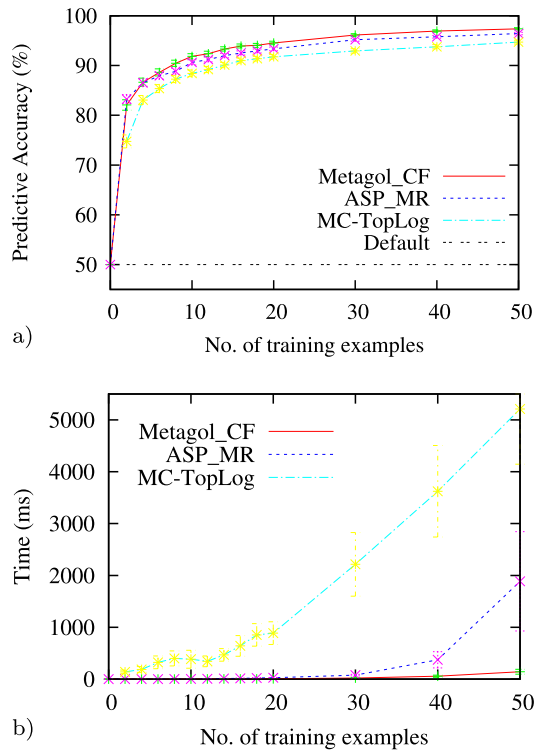 100
90
80
70
60
50
Predictive Accuracy (%)
Metagol_CF
ASP_MR
MC-TopLog
Default
0 10 20 30 40 50
a)
No. of training examples
5000
4000
3000
2000
1000
0
Time (ms)
Metagol_CF
ASP_MR
MC-TopLog
0 10 20 30 40 50
b)
No. of training examples